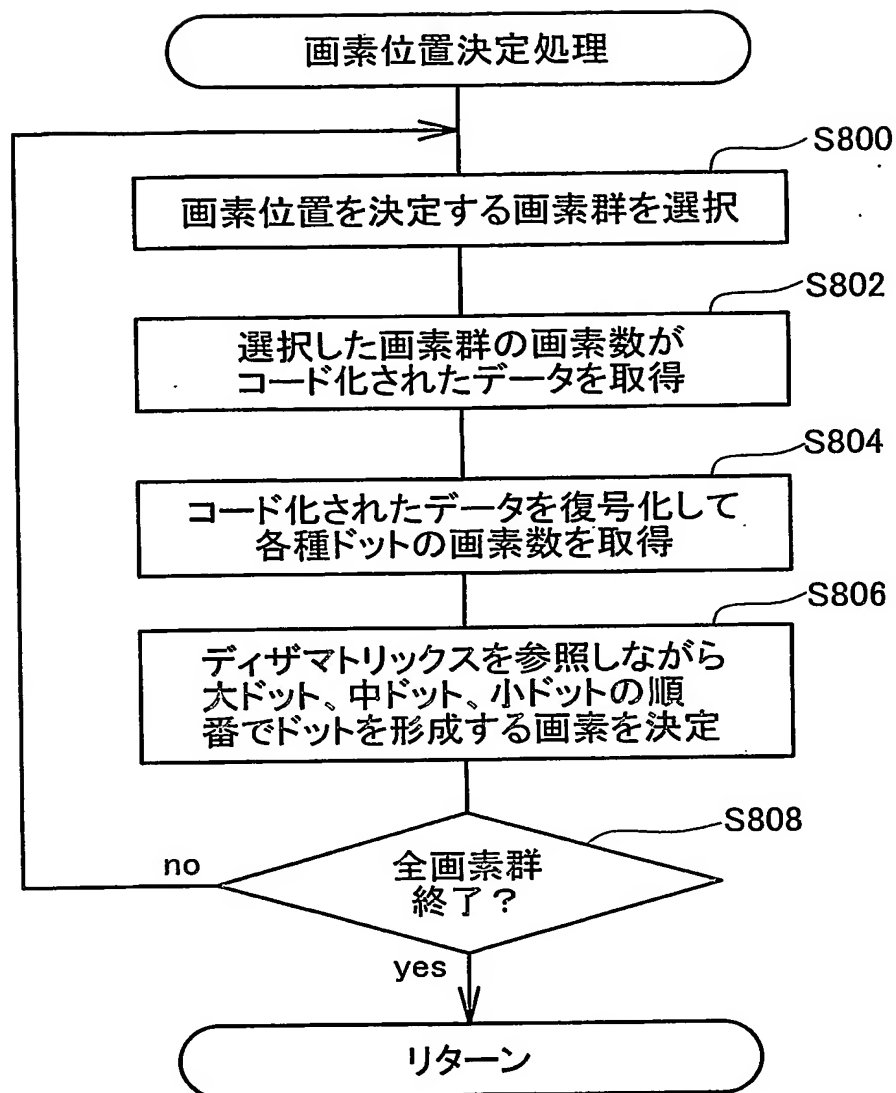 画素位置決定処理
S800
画素位置を決定する画素群を選択
S802
選択した画素群の画素数が
コード化されたデータを取得
S804
コード化されたデータを復号化して
各種ドットの画素数を取得
S806
ディザマトリックスを参照しながら
大ドット、中ドット、小ドットの順
番でドットを形成する画素を決定
S808
no
全画素群
終了?
yes
リターン